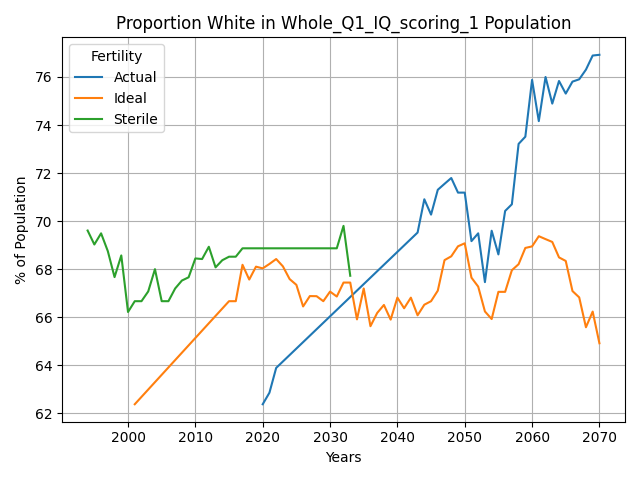 Proportion White in Whole_Q1_IQ_scoring_1 Population
Fertility
Actual
Ideal
Sterile
% of Population
76
74
72
70
68
66
64
62
2000 2010 2020 2030 2040 2050 2060 2070
Years